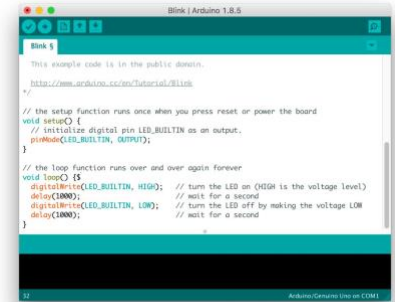 Blink | Arduino 1.8.5
Blink §
This example code is in the public domain.
http://www.arduino.cc/en/Tutorial/Blink
*/
// the setup function runs once when you press reset or power the board
void setup() {
// initialize digital pin LED_BUILTIN as an output.
pinMode(LED_BUILTIN, OUTPUT);
}
// the loop function runs over and over again forever
void loop() {$
digitalWrite(LED_BUILTIN, HIGH); // turn the LED on (HIGH is the voltage level)
delay(1000); // wait for a second
digitalWrite(LED_BUILTIN, LOW); // turn the LED off by making the voltage LOW
delay(1000); // wait for a second
}
32
Arduino/Genuino Uno on COM1